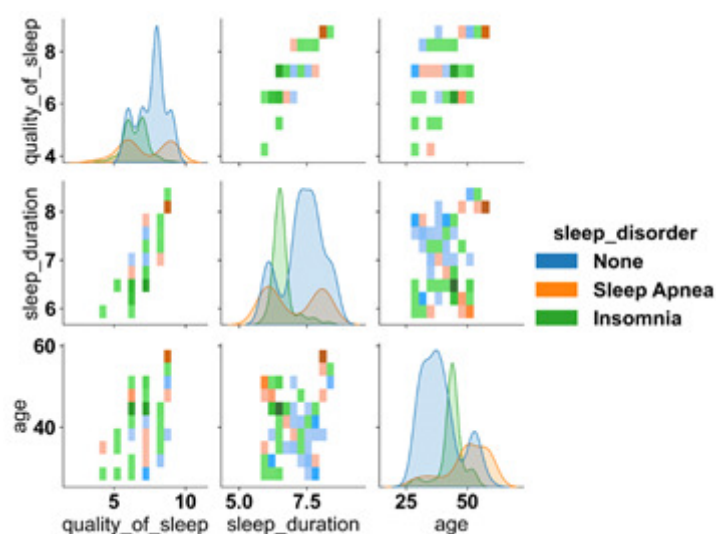 quality_of_sleep
8
6
4
sleep_duration
8
7
6
sleep_disorder
None
Sleep Apnea
Insomnia
age
60
40
5
10
5.0
7.5
25
50
quality_of_sleep
sleep_duration
age